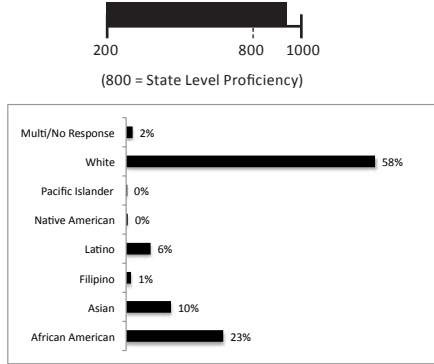 200 800 1000
(800 = State Level Proficiency)
Multi/No Response 2%
White 58%
Pacific Islander 0%
Native American 0%
Latino 6%
Filipino 1%
Asian 10%
African American 23%